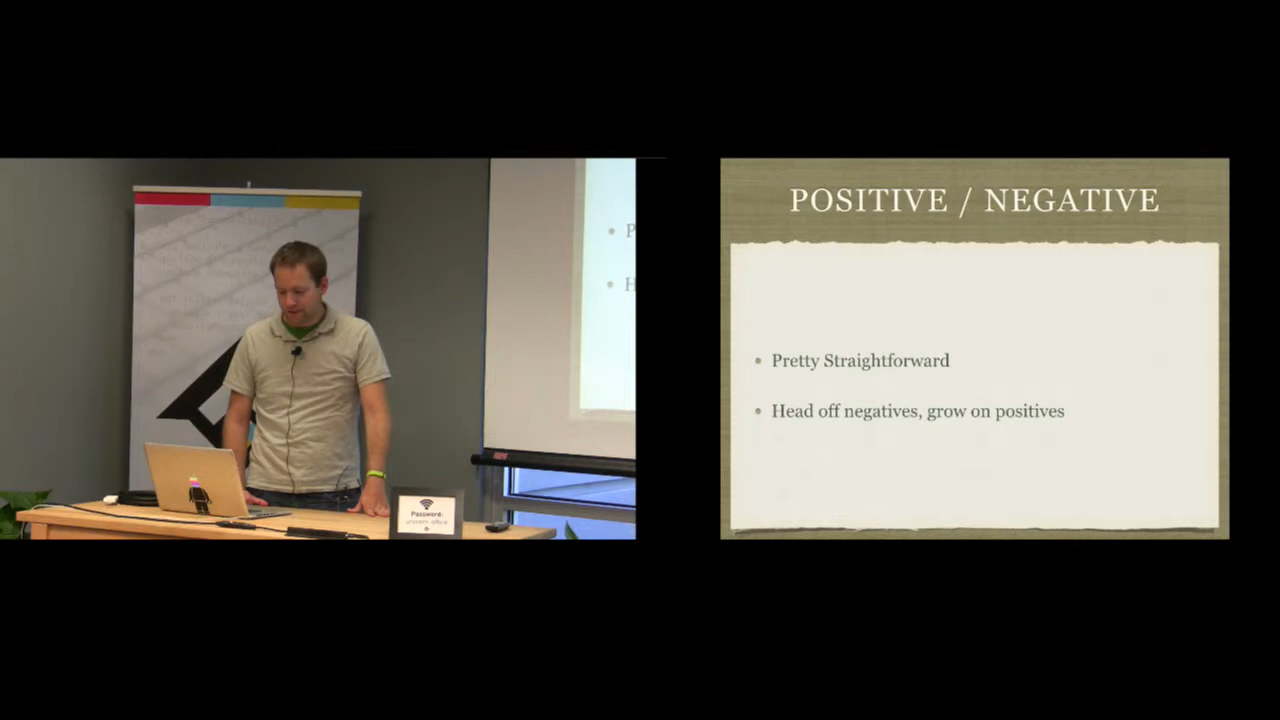 P
H
Password:
POSITIVE / NEGATIVE
Pretty Straightforward
Head off negatives, grow on positives